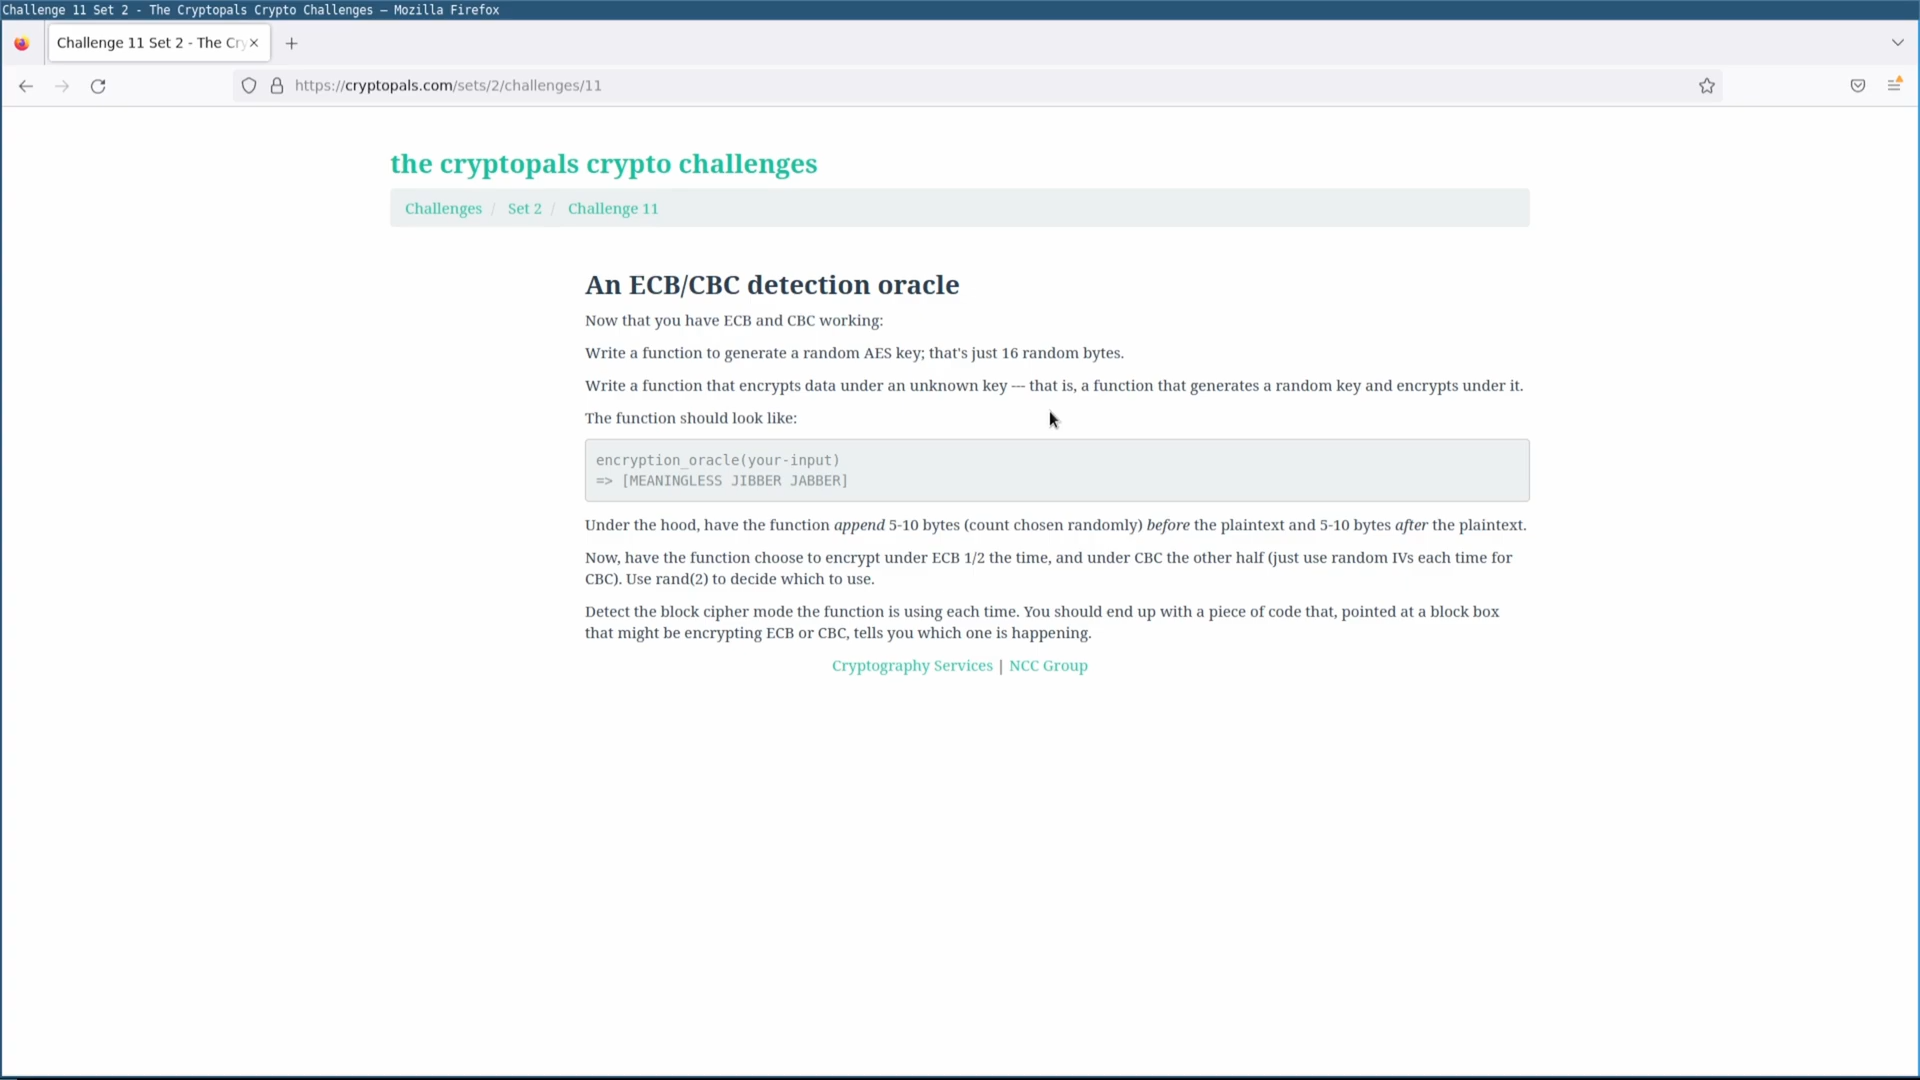 Challenge 11 Set 2 - The Cryptopals Crypto Challenges — Mozilla Firefox
Challenge 11 Set 2 - The Cry
https://cryptopals.com/sets/2/challenges/11
the cryptopals crypto challenges
Challenges / Set 2 / Challenge 11
An ECB/CBC detection oracle
Now that you have ECB and CBC working:
Write a function to generate a random AES key; that's just 16 random bytes.
Write a function that encrypts data under an unknown key --- that is, a function that generates a random key and encrypts under it.
The function should look like:
encryption_oracle(your-input)
=> [MEANINGLESS JIBBER JABBER]
Under the hood, have the function append 5-10 bytes (count chosen randomly) before the plaintext and 5-10 bytes after the plaintext.
Now, have the function choose to encrypt under ECB 1/2 the time, and under CBC the other half (just use random IVs each time for
CBC). Use rand(2) to decide which to use.
Detect the block cipher mode the function is using each time. You should end up with a piece of code that, pointed at a block box
that might be encrypting ECB or CBC, tells you which one is happening.
Cryptography Services | NCC Group